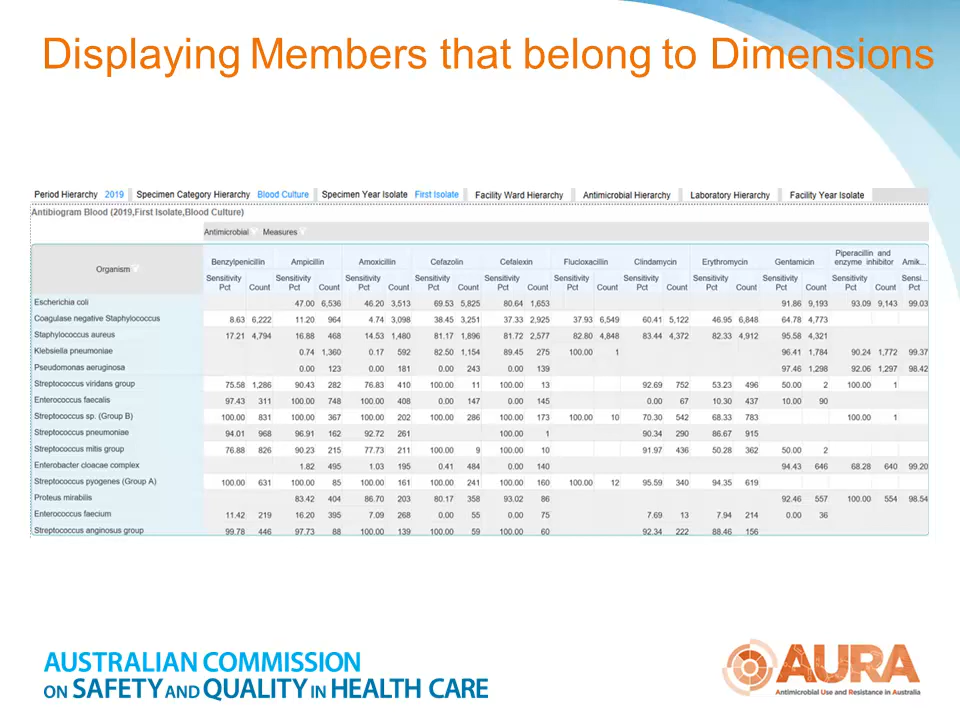 Displaying Members that belong to Dimensions
Period Hierarchy 2019 Specimen Category Hierarchy Blood Culture Specimen Year Isolate First Isolate Facility Ward Hierarchy Antimicrobial Hierarchy Laboratory Hierarchy Facility Year Isolate
Antibiogram Blood (2019,First Isolate,Blood Culture)
Antimicrobial Measures
Organism
Benzylpenicillin Ampicillin Amoxicillin Cefazolin Cefalexin Flucloxacillin Clindamycin Erythromycin Gentamicin Piperacillin and enzyme inhibitor Amik...
Sensitivity Pct Count Sensitivity Pct Count Sensitivity Pct Count Sensitivity Pct Count Sensitivity Pct Count Sensitivity Pct Count Sensitivity Pct Count Sensitivity Pct Count Sensitivity Pct Count Sensitivity Pct Count Sensi... Pct
Escherichia coli 47.00 6,536 46.20 3,513 69.53 5,825 80.64 1,653 91.86 9,193 93.09 9,143 99.03
Coagulase negative Staphylococcus 8.63 6,222 11.20 964 4.74 3,098 38.45 3,251 37.33 2,925 37.93 6,549 60.41 5,122 46.95 6,848 64.78 4,773
Staphylococcus aureus 17.21 4,794 16.88 468 14.53 1,480 81.17 1,896 81.72 2,577 82.80 4,848 83.44 4,372 82.33 4,912 95.58 4,321
Klebsiella pneumoniae 0.74 1,360 0.17 592 82.50 1,154 89.45 275 100.00 1 96.41 1,784 90.24 1,772 99.37
Pseudomonas aeruginosa 0.00 123 0.00 181 0.00 243 0.00 139 97.46 1,298 92.06 1,297 98.42
Streptococcus viridans group 75.58 1,286 90.43 282 76.83 410 100.00 11 100.00 13 92.69 752 53.23 496 50.00 2 100.00 1
Enterococcus faecalis 97.43 311 100.00 748 100.00 408 0.00 147 0.00 145 0.00 67 10.30 437 10.00 90
Streptococcus sp. (Group B) 100.00 831 100.00 367 100.00 202 100.00 286 100.00 173 100.00 10 70.30 542 68.33 783 100.00 1
Streptococcus pneumoniae 94.01 968 96.91 162 92.72 261 100.00 1 90.34 290 86.67 915
Streptococcus mitis group 76.88 826 90.23 215 77.73 211 100.00 9 100.00 10 91.97 436 50.28 362 50.00 2
Enterobacter cloacae complex 1.82 495 1.03 195 0.41 484 0.00 140 94.43 646 68.28 640 99.20
Streptococcus pyogenes (Group A) 100.00 631 100.00 85 100.00 161 100.00 241 100.00 160 100.00 12 95.59 340 94.35 619
Proteus mirabilis 83.42 404 86.70 203 80.17 358 93.02 86 92.46 557 100.00 554 98.54
Enterococcus faecium 11.42 219 16.20 395 7.09 268 0.00 55 0.00 75 7.69 13 7.94 214 0.00 36
Streptococcus anginosus group 99.78 446 97.73 88 100.00 139 100.00 59 100.00 60 92.34 222 88.46 156
AUSTRALIAN COMMISSION
ON SAFETY AND QUALITY IN HEALTH CARE
AURA
Antimicrobial Use and Resistance in Australia